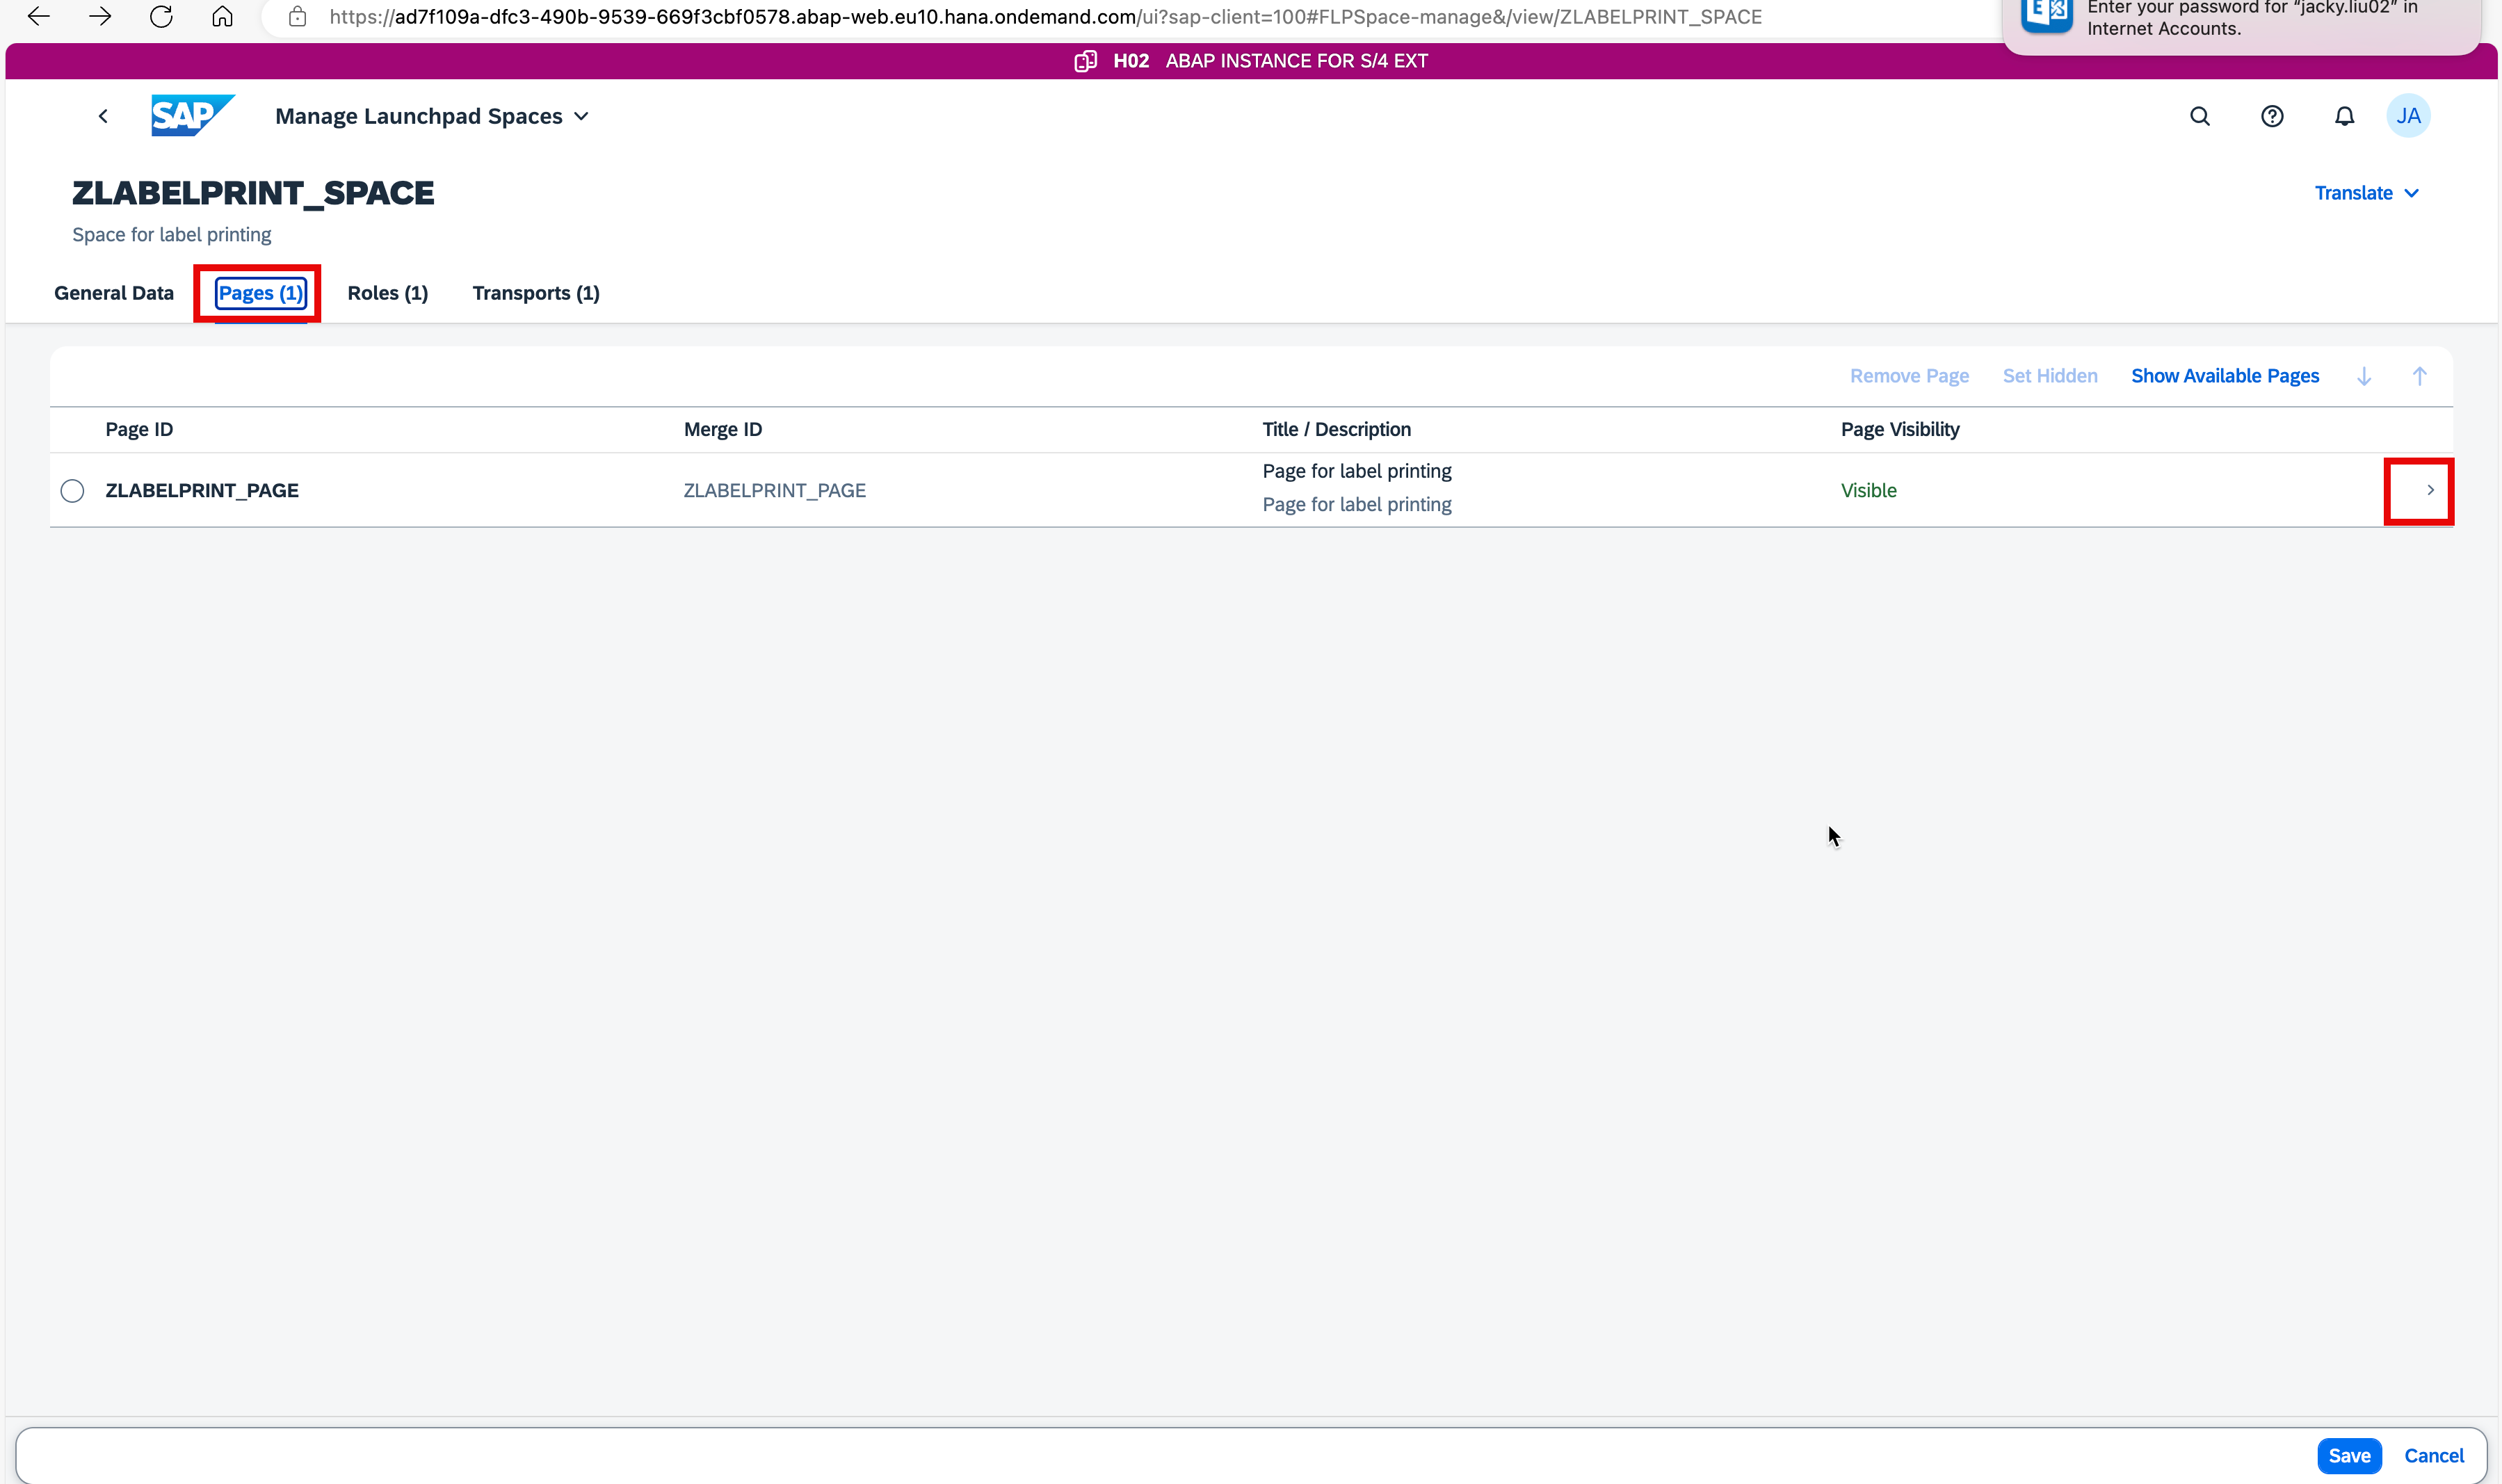 https://ad7f109a-dfc3-490b-9539-669f3cbf0578.abap-web.eu10.hana.ondemand.com/ui?sap-client=100#FLPSpace-manage&/view/ZLABELPRINT_SPACE
Enter your password for “jacky.liu02” in
Internet Accounts.
H02 ABAP INSTANCE FOR S/4 EXT
SAP Manage Launchpad Spaces JA
ZLABELPRINT_SPACE Translate
Space for label printing
General Data Pages (1) Roles (1) Transports (1)
Remove Page Set Hidden Show Available Pages
Page ID Merge ID Title / Description Page Visibility
Page for label printing
ZLABELPRINT_PAGE ZLABELPRINT_PAGE Visible
Page for label printing
Save Cancel